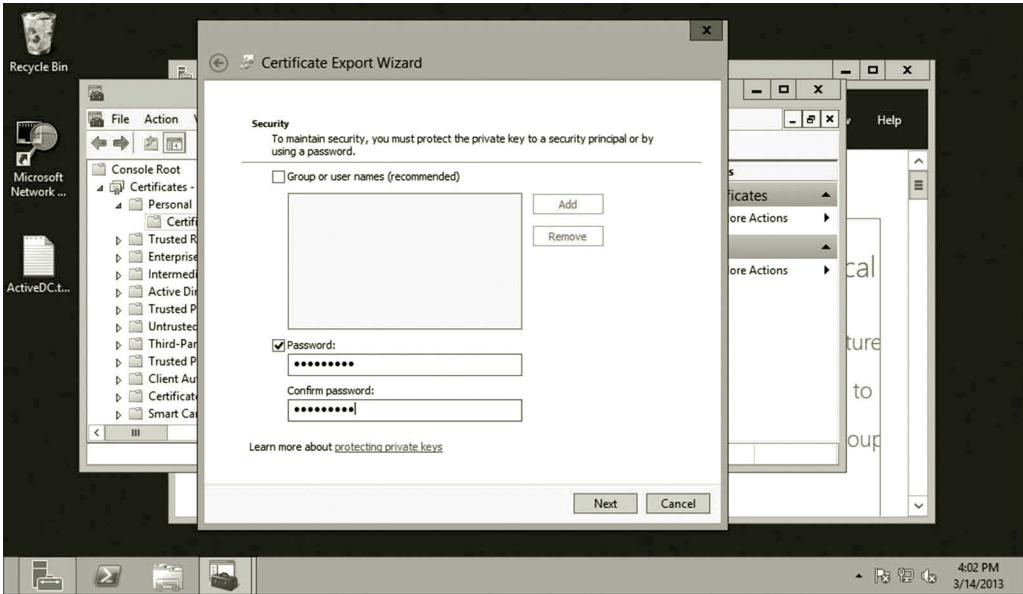 Recycle Bin
Microsoft
Network ...
ActiveDC.t...
Certificate Export Wizard
File Action
Console Root
Certificates -
Personal
Certifi
Trusted R
Enterprise
Intermedi
Active Dir
Trusted P
Untrusted
Third-Par
Trusted P
Client Au
Certificat
Smart Car
Security
To maintain security, you must protect the private key to a security principal or by
using a password.
Group or user names (recommended)
Add
Remove
Password:
Confirm password:
Learn more about protecting private keys
Next Cancel
Help
s
ificates
ore Actions
ore Actions
cal
ture
to
oup
4:02 PM
3/14/2013